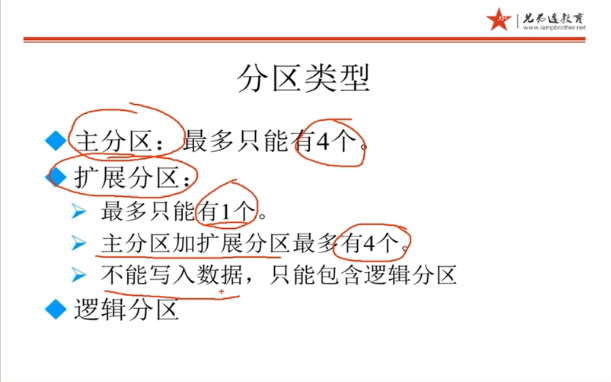 兄弟连教育
www.lampbrother.net
分区类型
主分区：最多只能有4个。
扩展分区：
最多只能有1个。
主分区加扩展分区最多有4个。
不能写入数据，只能包含逻辑分区
逻辑分区